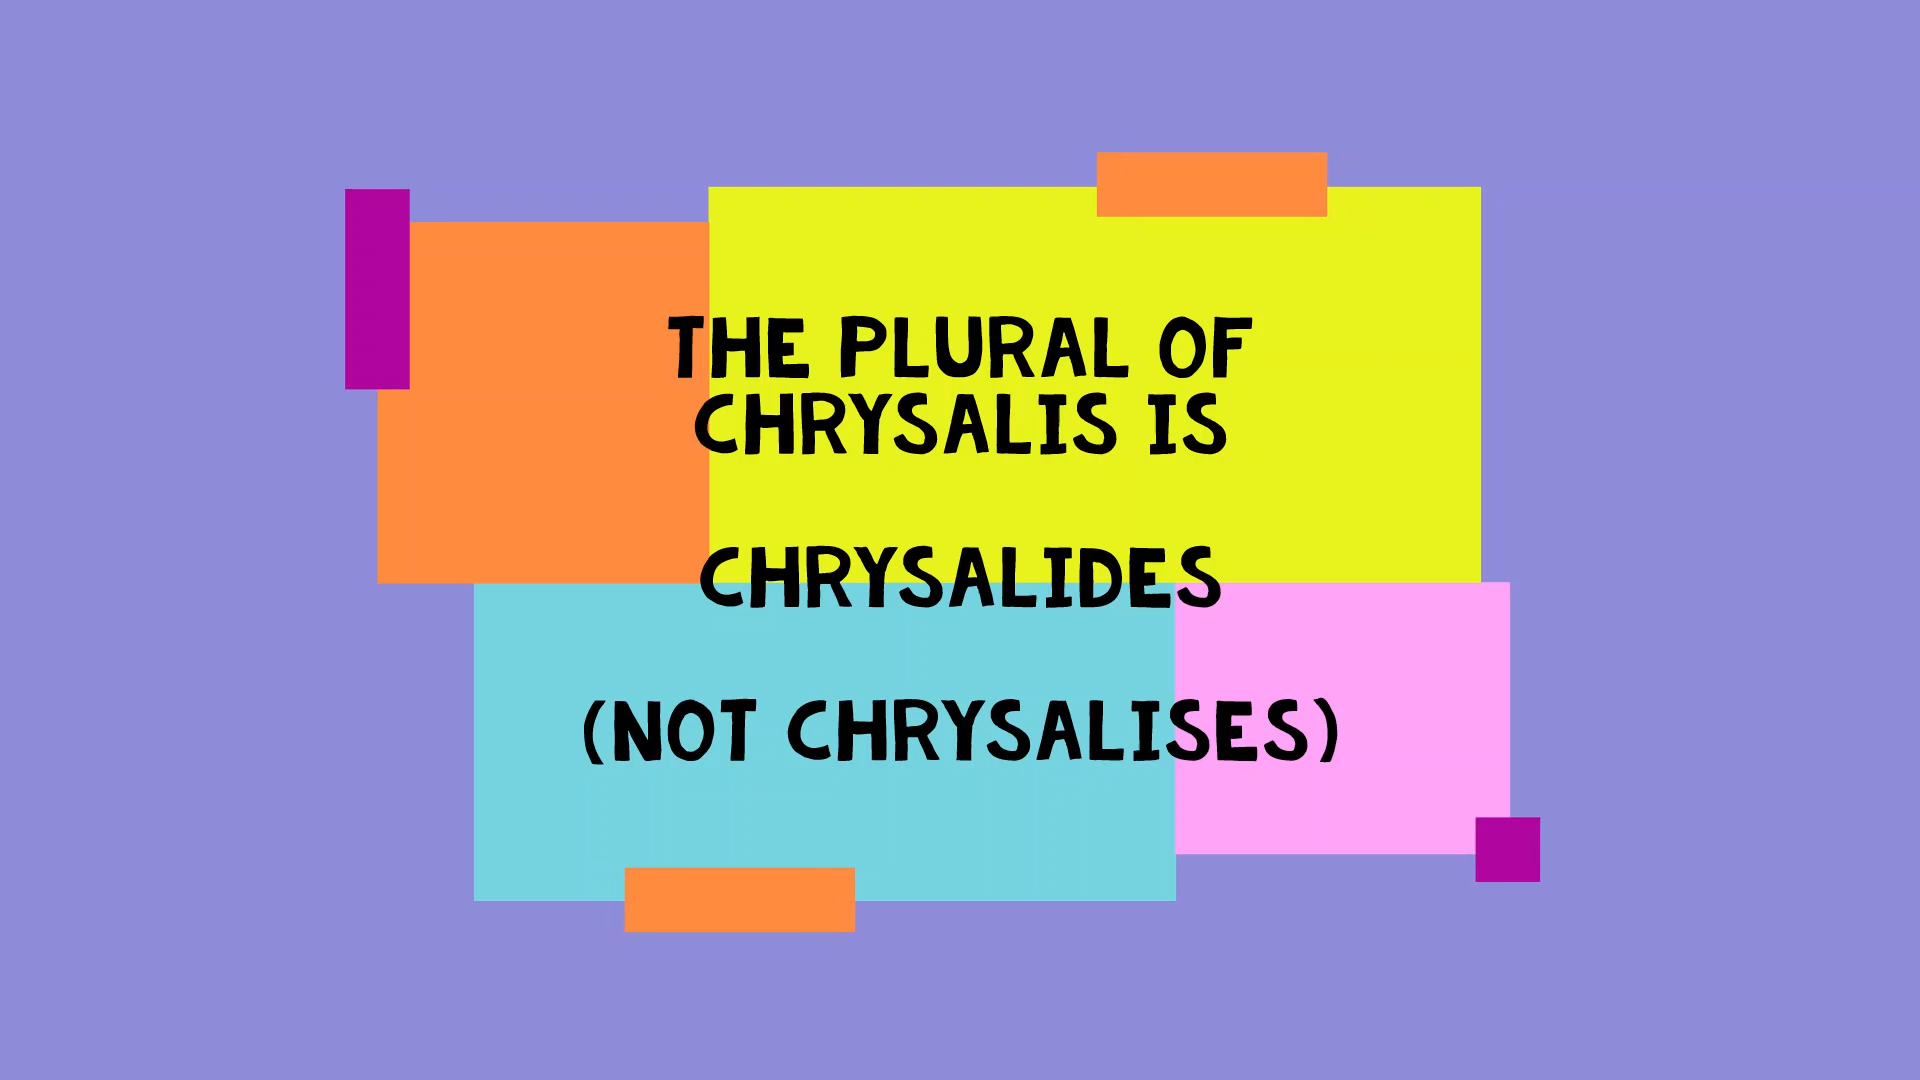 THE PLURAL OF
CHRYSALIS IS
CHRYSALIDES
(NOT CHRYSALISES)